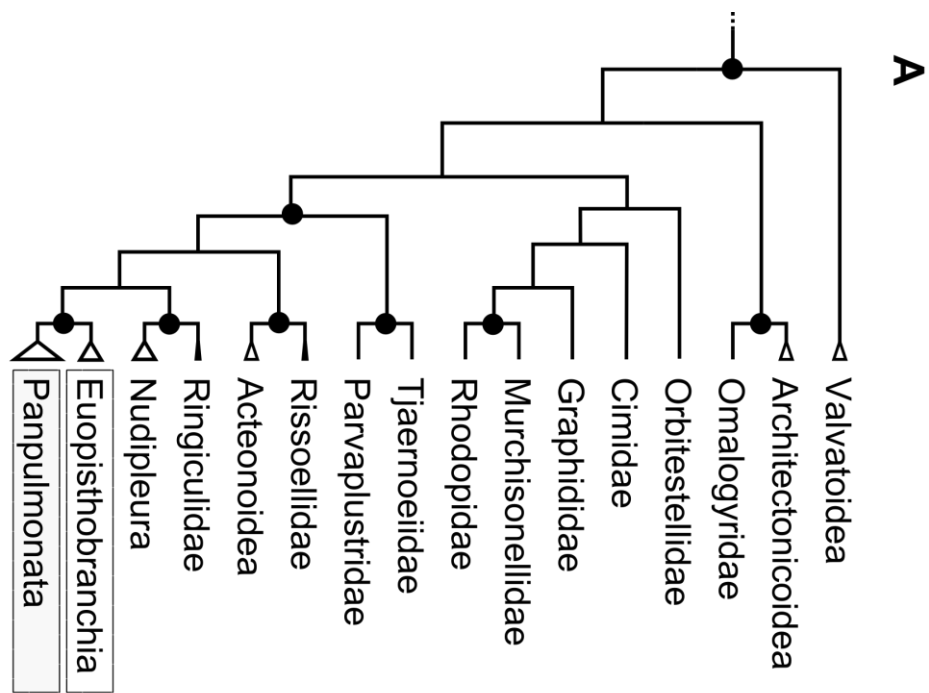 A
Valvatoidea
Architectonicoidea
Omalogyridae
Orbitestellidae
Cimidae
Graphididae
Murchisonellidae
Rhodopidae
Tjaernoeiidae
Parvaplustridae
Rissoellidae
Acteonoidea
Ringiculidae
Nudipleura
Euopisthobranchia
Panpulmonata